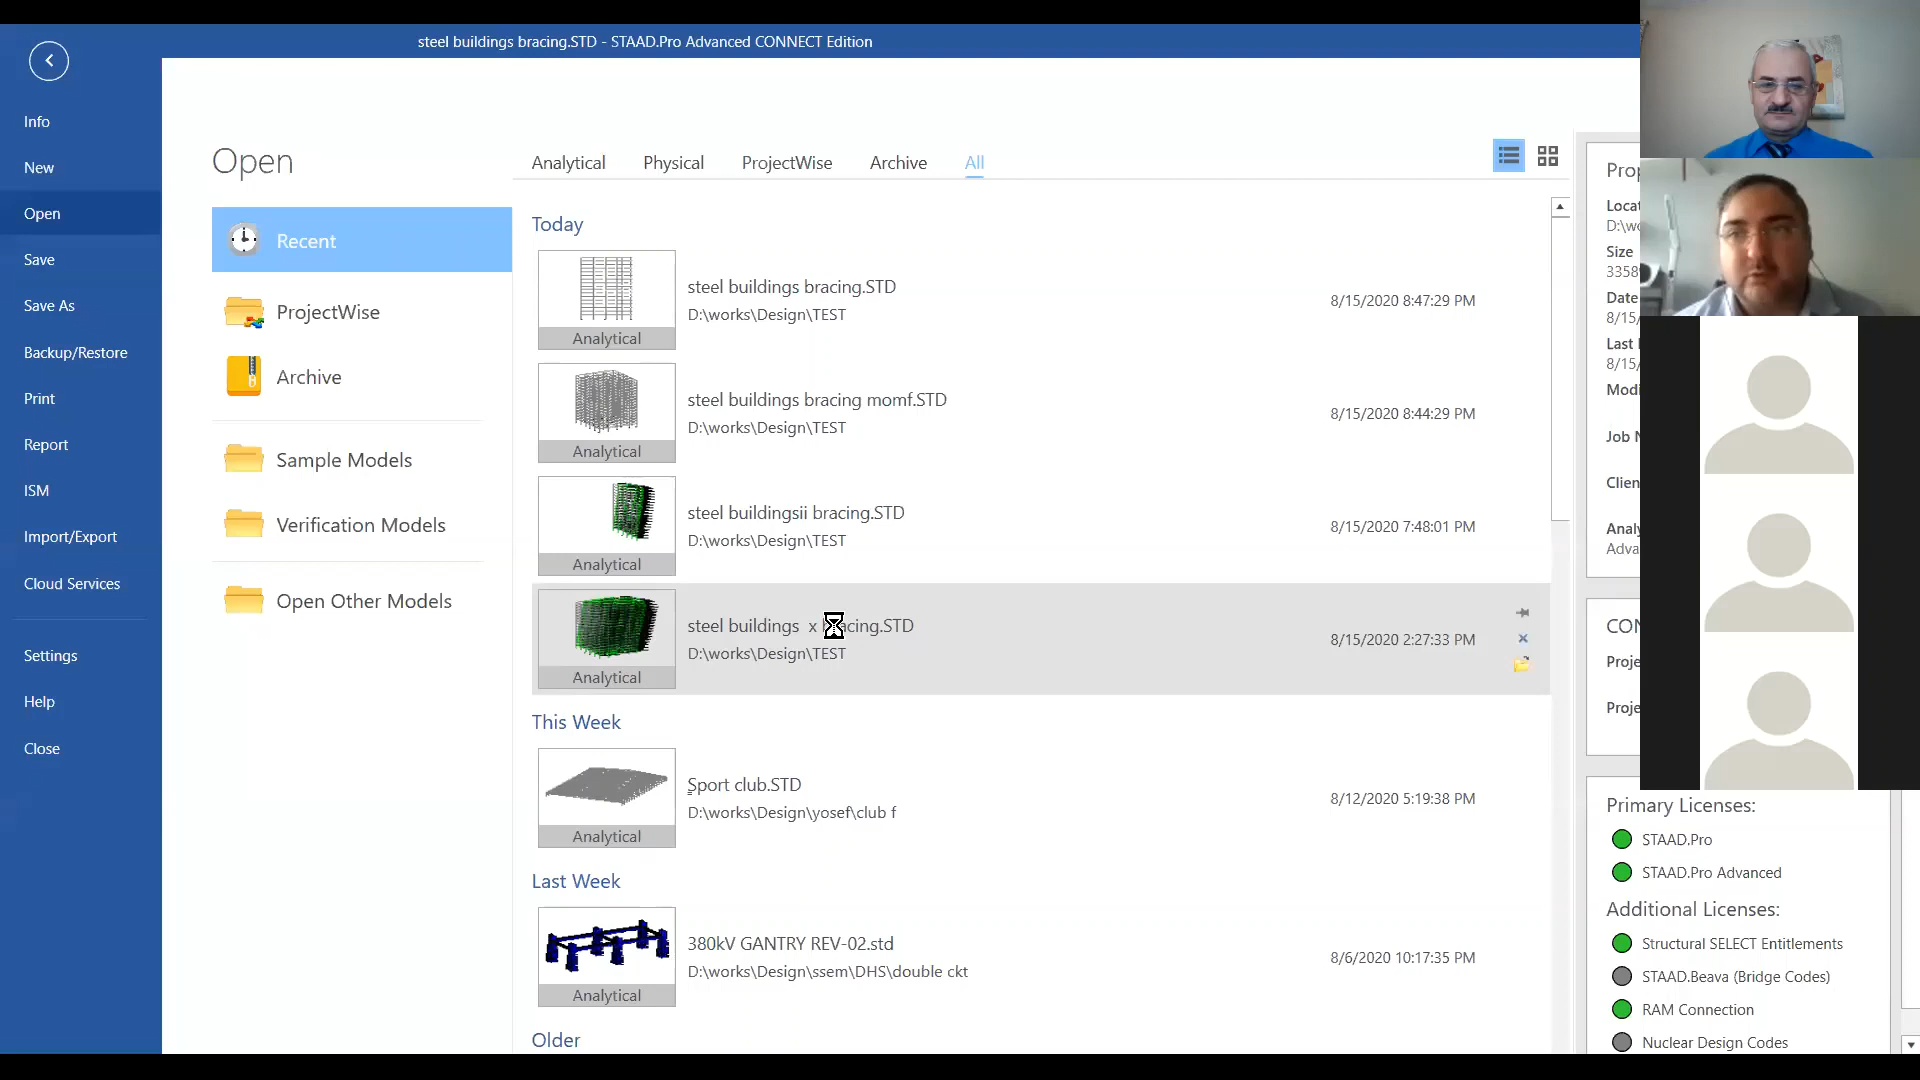 steel buildings bracing.STD - STAAD.Pro Advanced CONNECT Edition
Info
New
Open
Save
Save As
Backup/Restore
Print
Report
ISM
Import/Export
Cloud Services
Settings
Help
Close
Open
Recent
ProjectWise
Archive
Sample Models
Verification Models
Open Other Models
Analytical Physical ProjectWise Archive All
Today
steel buildings bracing.STD
D:\works\Design\TEST
8/15/2020 8:47:29 PM
Analytical
steel buildings bracing momf.STD
D:\works\Design\TEST
8/15/2020 8:44:29 PM
Analytical
steel buildingsii bracing.STD
D:\works\Design\TEST
8/15/2020 7:48:01 PM
Analytical
steel buildings x bracing.STD
D:\works\Design\TEST
8/15/2020 2:27:33 PM
Analytical
This Week
Sport club.STD
D:\works\Design\yosef\club f
8/12/2020 5:19:38 PM
Analytical
Last Week
380kV GANTRY REV-02.std
D:\works\Design\ssem\DHS\double ckt
8/6/2020 10:17:35 PM
Analytical
Older
Prop
Locat
D:\wo
Size
3358
Date
8/15/
Last
8/15/
Modi
Job N
Clien
Analy
Adva
CON
Proje
Proje
Primary Licenses:
STAAD.Pro
STAAD.Pro Advanced
Additional Licenses:
Structural SELECT Entitlements
STAAD.Beava (Bridge Codes)
RAM Connection
Nuclear Design Codes